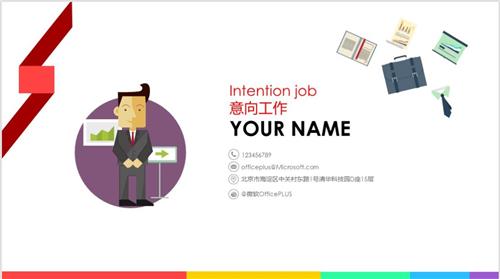 Intention job
意向工作
YOUR NAME
123456789
officeplus@Microsoft.com
北京市海淀区中关村东路1号清华科技园D座15层
@微软OfficePLUS